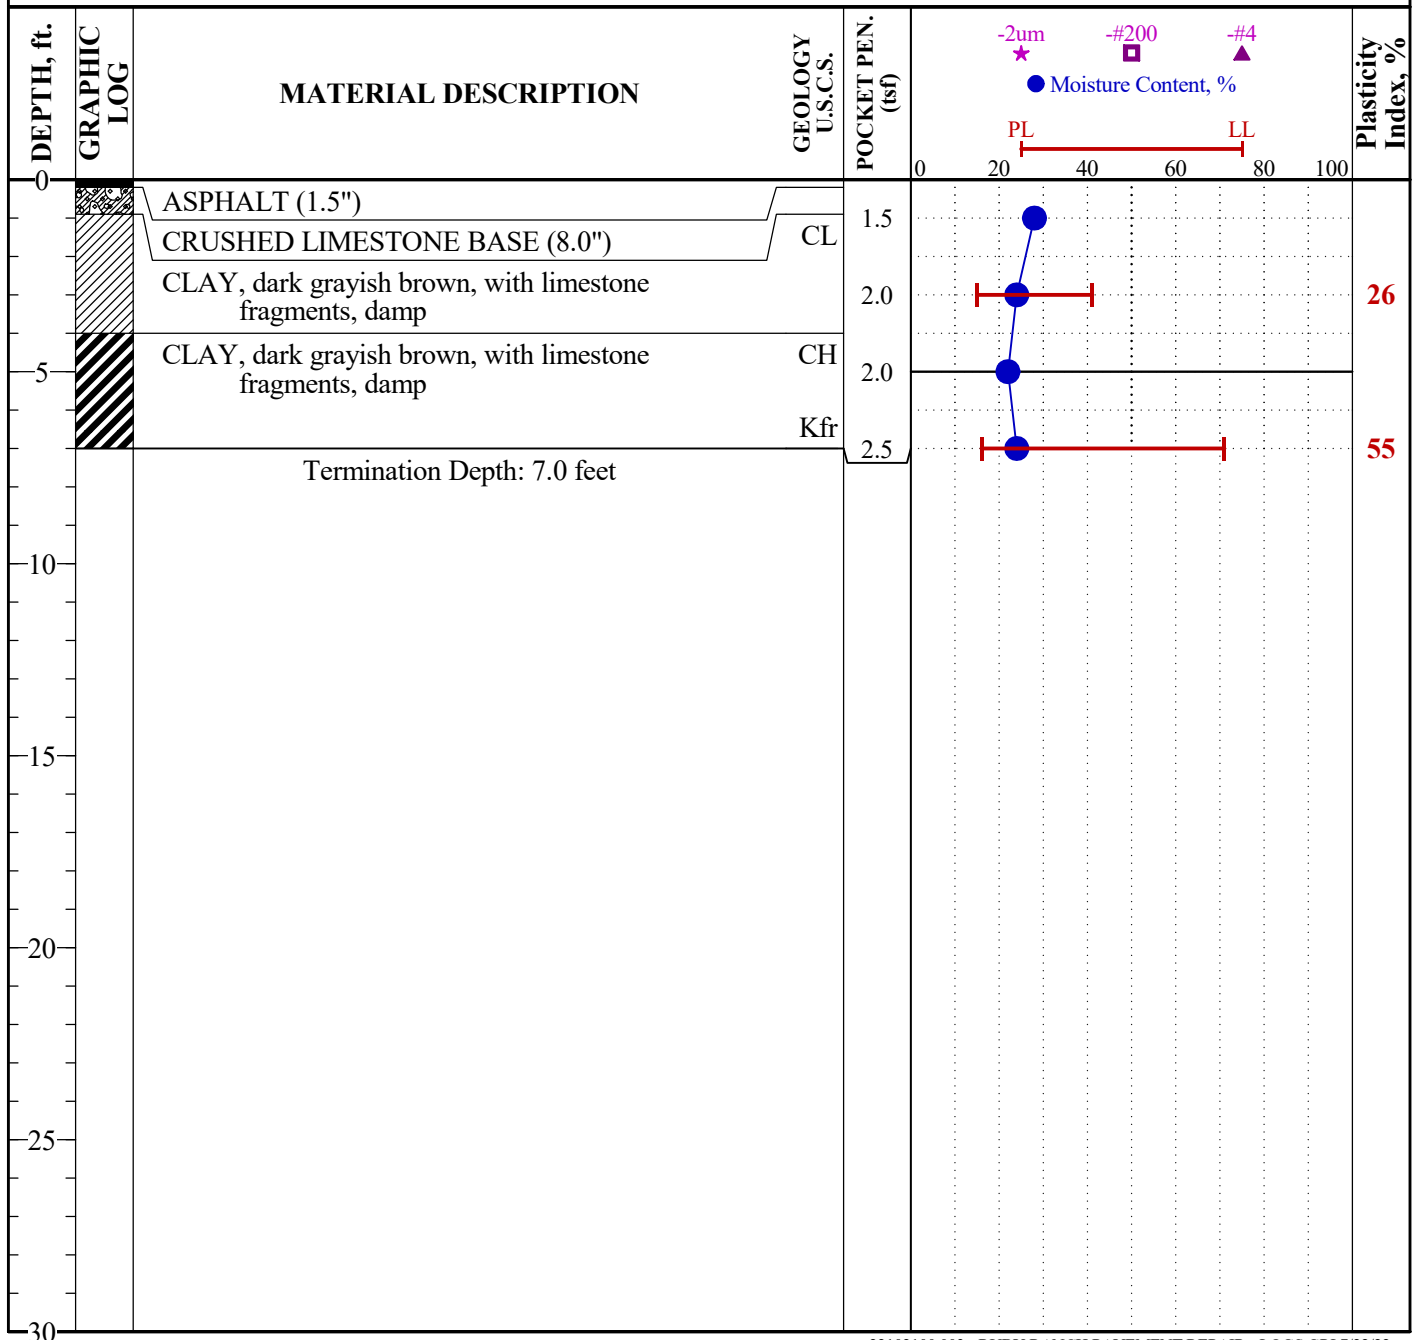 DEPTH, ft.
GRAPHIC
LOG
MATERIAL DESCRIPTION
GEOLOGY
U.S.C.S.
POCKET PEN.
(tsf)
-2um -#200 -#4
Moisture Content, %
PL LL
0 20 40 60 80 100
Plasticity
Index, %
0
ASPHALT (1.5")
1.5
CRUSHED LIMESTONE BASE (8.0")
CL
CLAY, dark grayish brown, with limestone
fragments, damp
2.0
26
CLAY, dark grayish brown, with limestone
fragments, damp
CH
5
2.0
Kfr
2.5
55
Termination Depth: 7.0 feet
10
15
20
25
30